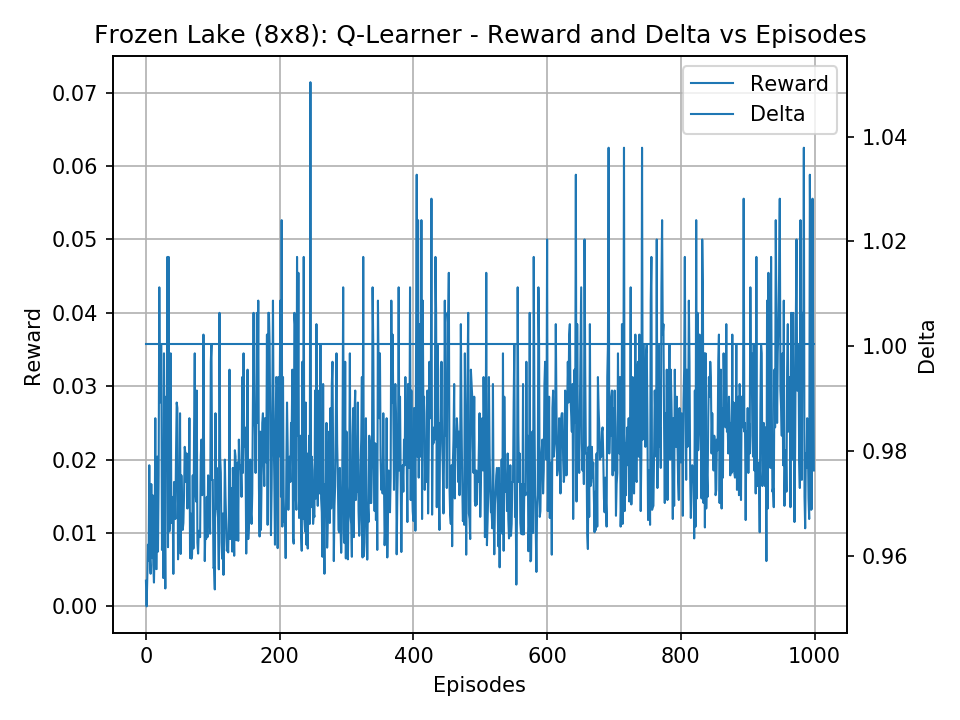 Frozen Lake (8x8): Q-Learner - Reward and Delta vs Episodes
Reward
Delta
0.07
0.06
0.05
0.04
0.03
0.02
0.01
0.00
Reward
1.04
1.02
1.00
0.98
0.96
Delta
0 200 400 600 800 1000
Episodes